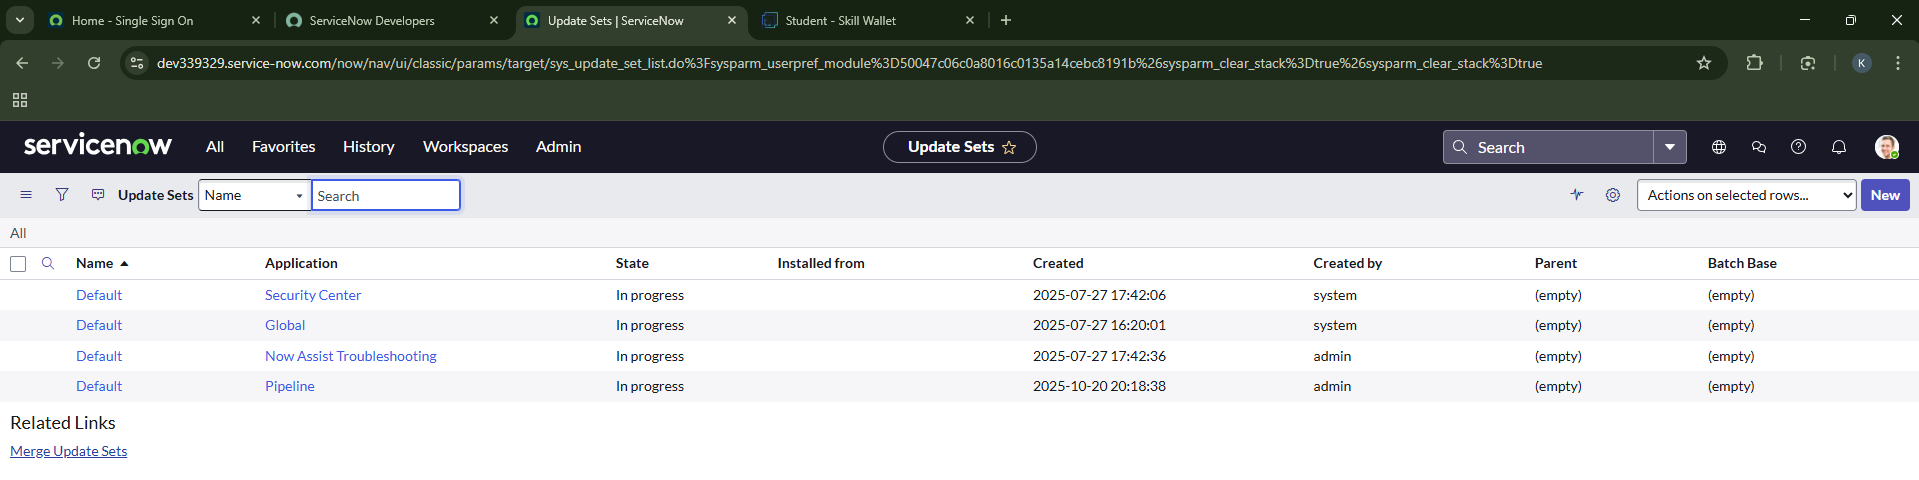 Home - Single Sign On
ServiceNow Developers
Update Sets | ServiceNow
Student - Skill Wallet
dev339329.service-now.com/now/nav/ui/classic/params/target/sys_update_set_list.do%3Fsysparm_userpref_module%3D50047c06c0a8016c0135a14cebc8191b%26sysparm_clear_stack%3Dtrue%26sysparm_clear_stack%3Dtrue
K
servicenow All Favorites History Workspaces Admin Update Sets Search
Update Sets Name Search Actions on selected rows... New
All
Name Application State Installed from Created Created by Parent Batch Base
Default Security Center In progress 2025-07-27 17:42:06 system (empty) (empty)
Default Global In progress 2025-07-27 16:20:01 system (empty) (empty)
Default Now Assist Troubleshooting In progress 2025-07-27 17:42:36 admin (empty) (empty)
Default Pipeline In progress 2025-10-20 20:18:38 admin (empty) (empty)
Related Links
Merge Update Sets